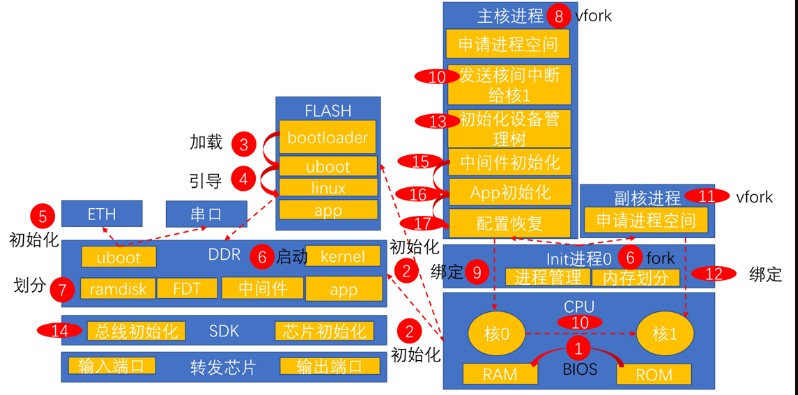 主核进程
8
vfork
申请进程空间
10
发送核间中断
给核1
13
初始化设备管
理树
15
中间件初始化
16
App初始化
17
配置恢复
FLASH
bootloader
uboot
linux
app
加载
3
引导
4
5
初始化
ETH
串口
副核进程
11
vfork
申请进程空间
DDR
uboot
6
启动
kernel
划分
7
ramdisk
FDT
中间件
app
初始化
2
绑定
9
Init进程0
6
fork
进程管理
内存划分
12
绑定
14
总线初始化
SDK
芯片初始化
2
初始化
输入端口
转发芯片
输出端口
CPU
核0
10
核1
1
BIOS
RAM
ROM